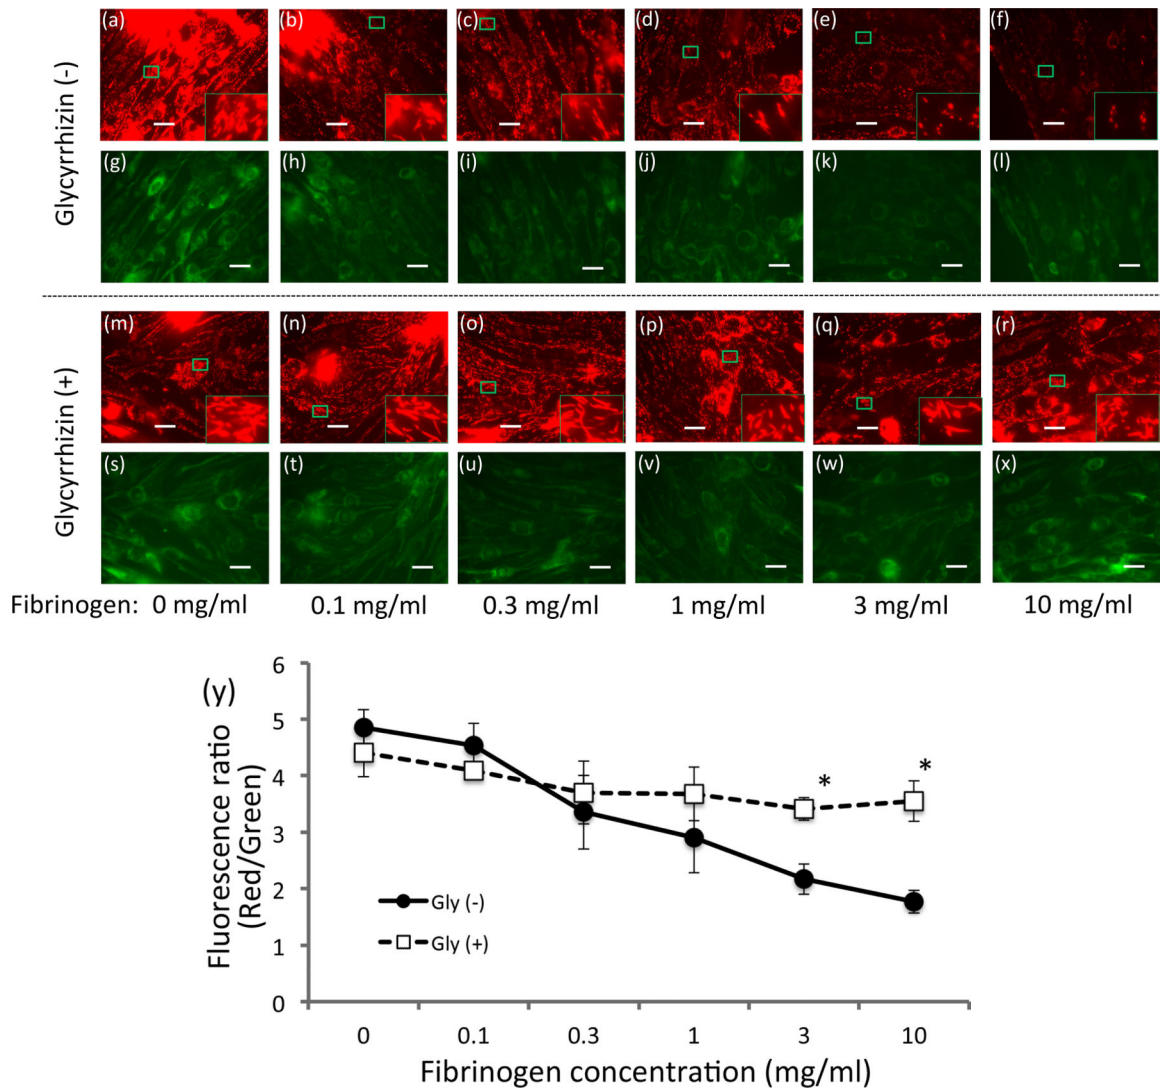 Glycyrrhizin (-)
(a) (b) (c) (d) (e) (f)
(g) (h) (i) (j) (k) (l)
Glycyrrhizin (+)
(m) (n) (o) (p) (q) (r)
(s) (t) (u) (v) (w) (x)
Fibrinogen: 0 mg/ml 0.1 mg/ml 0.3 mg/ml 1 mg/ml 3 mg/ml 10 mg/ml
(y)
Fluorescence ratio
(Red/Green)
6
5
4
3
2
1
0
* *
Gly (-)
Gly (+)
0 0.1 0.3 1 3 10
Fibrinogen concentration (mg/ml)